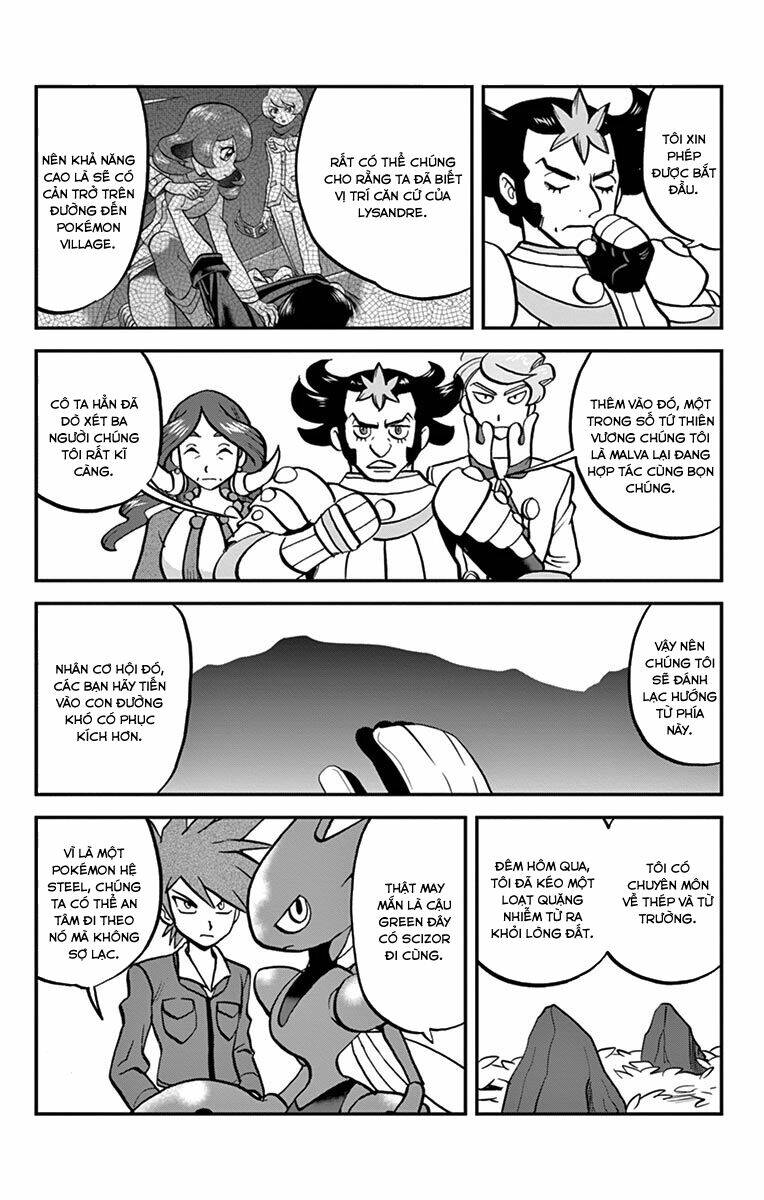 TÔI XIN
PHÉP
ĐƯỢC BẮT
ĐẦU.
RẤT CÓ THỂ CHÚNG
CHO RẰNG TA ĐÃ BIẾT
VỊ TRÍ CĂN CỨ CỦA
LYSANDRE.
NÊN KHẢ NĂNG
CAO LÀ SẼ CÓ
CẢN TRỞ TRÊN
ĐƯỜNG ĐẾN
POKÉMON
VILLAGE.
THÊM VÀO ĐÓ, MỘT
TRONG SỐ TỨ THIÊN
VƯƠNG CHÚNG TÔI
LÀ MALVA LẠI ĐANG
HỢP TÁC CÙNG BỌN
CHÚNG.
CÔ TA HẲN ĐÃ
DÒ XÉT BA
NGƯỜI CHÚNG
TÔI RẤT KĨ
CÀNG.
VẬY NÊN
CHÚNG TÔI
SẼ ĐÁNH
LẠC HƯỚNG
TỪ PHÍA
NÀY.
NHÂN CƠ HỘI ĐÓ,
CÁC BẠN HÃY TIẾN
VÀO CON ĐƯỜNG
KHÓ CÓ PHỤC
KÍCH HƠN.
TÔI CÓ
CHUYÊN MÔN
VỀ THÉP VÀ TỪ
TRƯỜNG.
ĐÊM HÔM QUA,
TÔI ĐÃ KÉO MỘT
LOẠT QUẶNG
NHIỄM TỪ RA
KHỎI LÒNG ĐẤT.
THẬT MAY
MẮN LÀ CẬU
GREEN ĐÂY
CÓ SCIZOR
ĐI CÙNG.
VÌ LÀ MỘT
POKÉMON HỆ
STEEL, CHÚNG
TA CÓ THỂ AN
TÂM ĐI THEO
NÓ MÀ KHÔNG
SỢ LẠC.